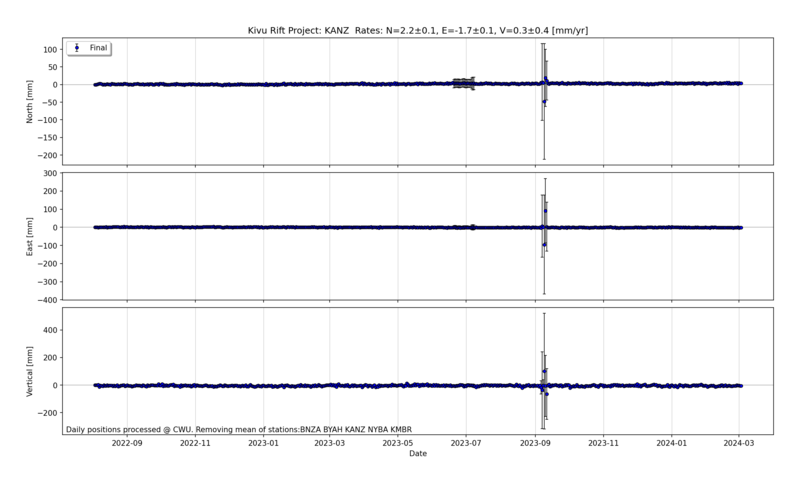 Kivu Rift Project: KANZ  Rates: N=2.2±0.1, E=-1.7±0.1, V=0.3±0.4 [mm/yr]
Final
North [mm]
100
50
0
−50
−100
−150
−200
East [mm]
300
200
100
0
−100
−200
−300
−400
Vertical [mm]
400
200
0
−200
Daily positions processed @ CWU. Removing mean of stations:BNZA BYAH KANZ NYBA KMBR
2022-09 2022-11 2023-01 2023-03 2023-05 2023-07 2023-09 2023-11 2024-01 2024-03
Date